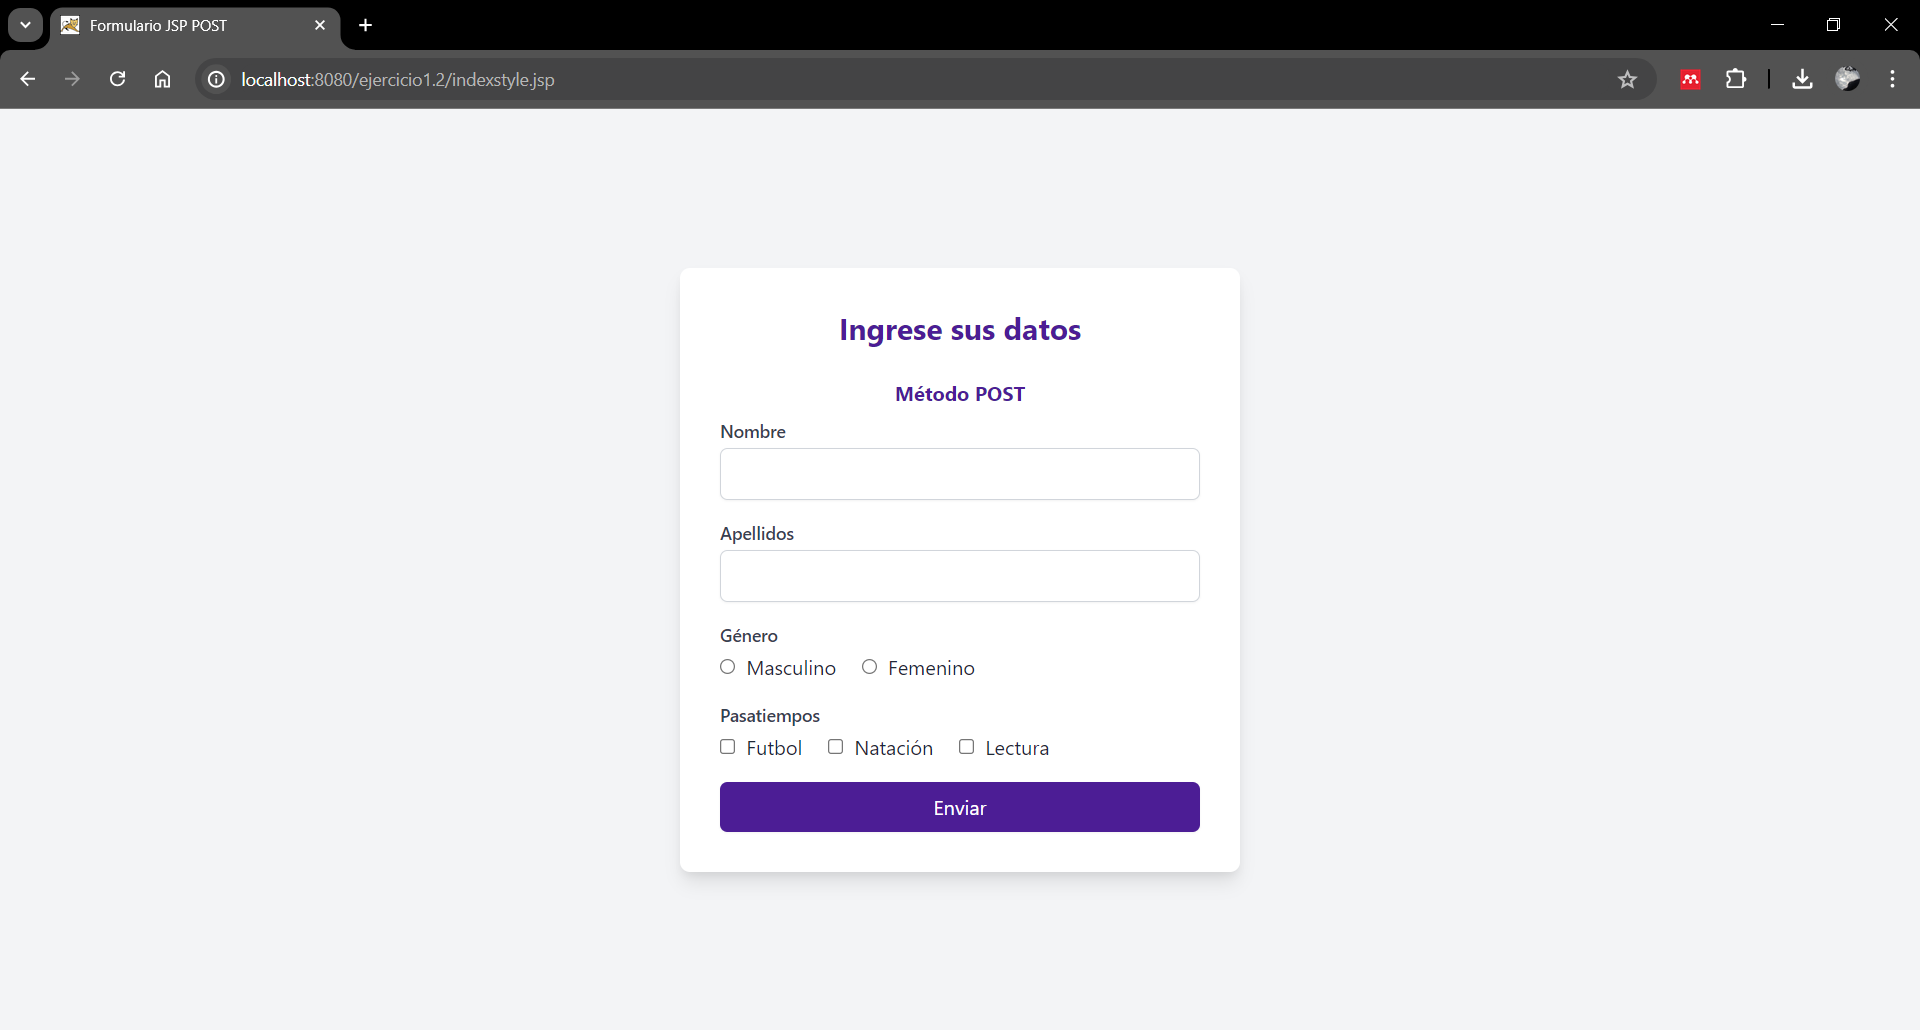 Formulario JSP POST
localhost:8080/ejercicio1.2/indexstyle.jsp
Ingrese sus datos
Método POST
Nombre
Apellidos
Género
Masculino Femenino
Pasatiempos
Futbol Natación Lectura
Enviar